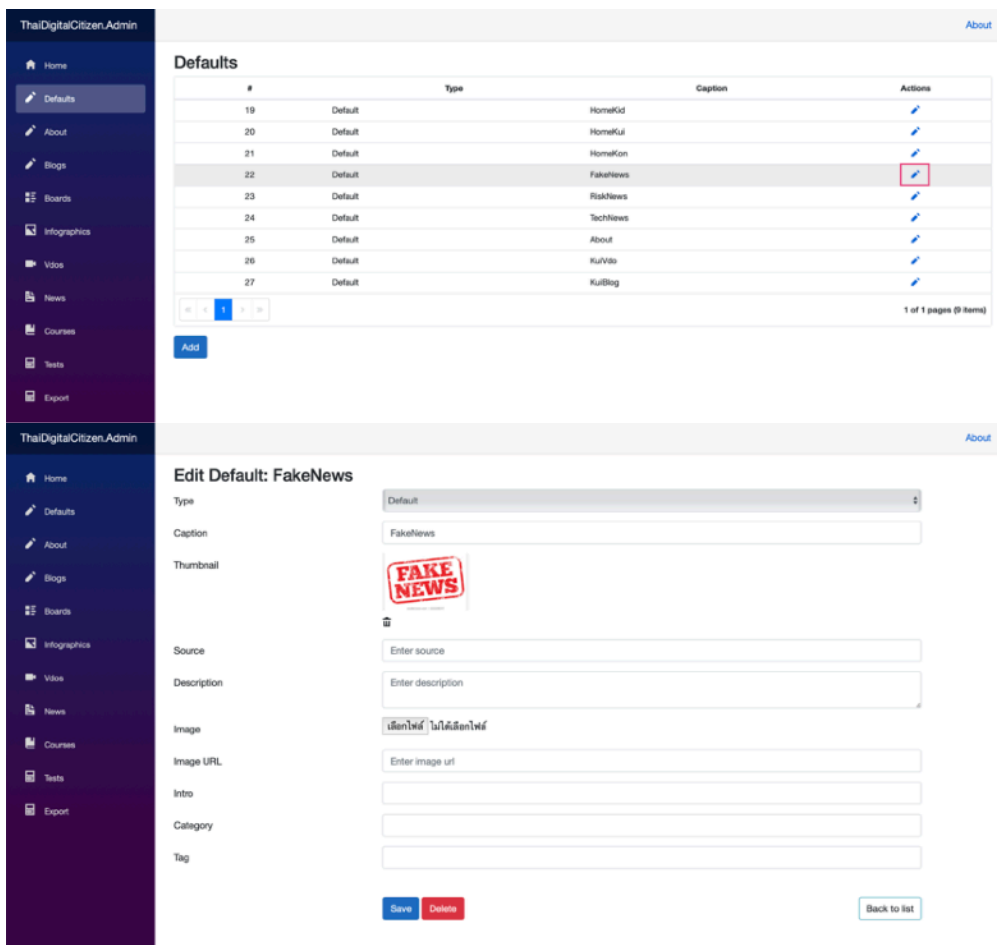 ThaiDigitalCitizen.Admin
About
Home
Defaults
About
Blogs
Boards
Infographics
Vdos
News
Courses
Tests
Export
Defaults
# Type Caption Actions
19 Default HomeKid
20 Default HomeKui
21 Default HomeKon
22 Default FakeNews
23 Default RiskNews
24 Default TechNews
25 Default About
26 Default KuiVdo
27 Default KuiBlog
« < 1 > » 1 of 1 pages (9 items)
Add
ThaiDigitalCitizen.Admin
About
Home
Defaults
About
Blogs
Boards
Infographics
Vdos
News
Courses
Tests
Export
Edit Default: FakeNews
Type Default
Caption FakeNews
Thumbnail
FAKE
NEWS
Source Enter source
Description Enter description
Image เลือกไฟล์ ไม่ได้เลือกไฟล์
Image URL Enter image url
Intro
Category
Tag
Save Delete Back to list